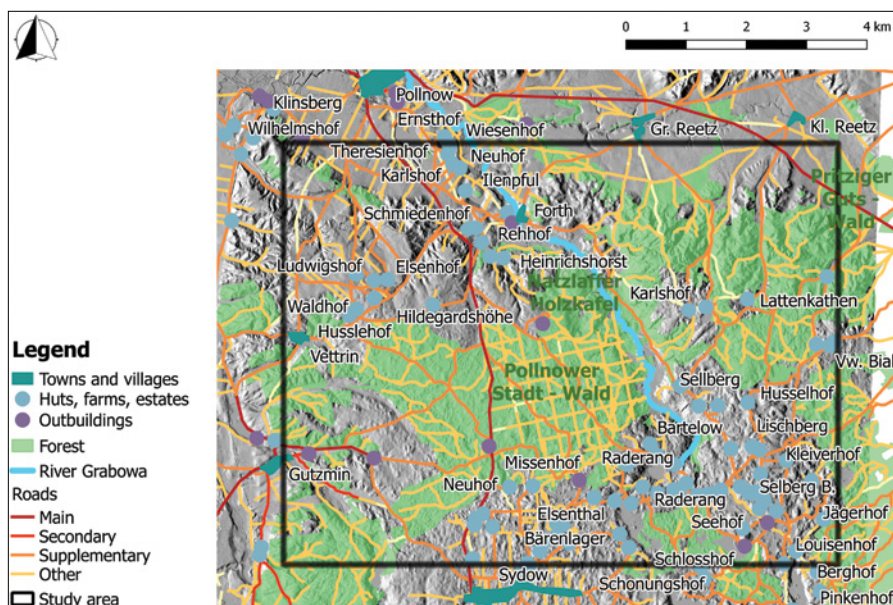 0 1 2 3 4 km
Pollnow
Klinsberg
Ernsthof
Wilhelmshof
Wiesenhof
Gr. Reetz
Kl. Reetz
Theresienhof
Neuhof
Karlshof
Ilenpful
Pritziger
Guts -
Wald
Schmiedenhof
Forth
Rehhof
Ludwigshof
Elsenhof
Heinrichshorst
Natzlaffer
Holzkafel
Karlshof
Lattenkathen
Waldhof
Hildegardshöhe
Husslehof
Vettrin
Vw. Bial
Pollnower
Stadt - Wald
Sellberg
Husselhof
Bartelow
Lischberg
Raderang
Kleiverhof
Missenhof
Gutzmin
Neuhof
Raderang
Selberg B.
Elsenthal
Seehof
Jägerhof
Bärenlager
Schlosshof
Louisenhof
Sydow
Schonungshof
Berghof
Pinkenhof
Legend
Towns and villages
Huts, farms, estates
Outbuildings
Forest
River Grabowa
Roads
Main
Secondary
Supplementary
Other
Study area